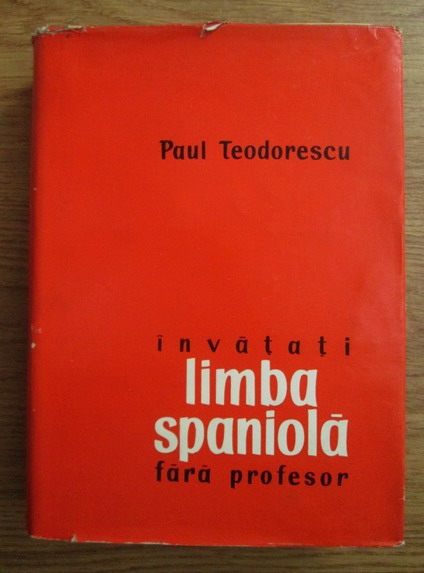 Paul Teodorescu
învăţaţi
limba
spaniolă
fără profesor